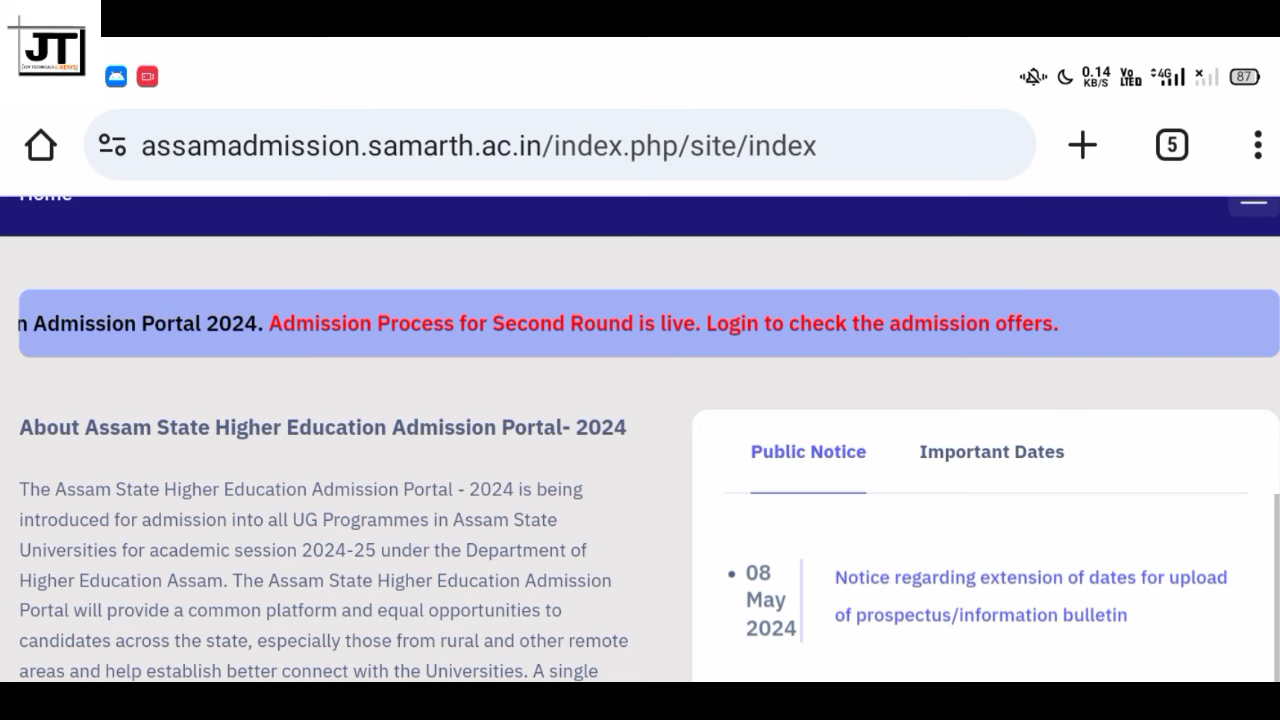 JT
0.14
KB/S
Vo
LTED
4G
87
assamadmission.samarth.ac.in/index.php/site/index
5
Home
n Admission Portal 2024. Admission Process for Second Round is live. Login to check the admission offers.
About Assam State Higher Education Admission Portal- 2024
The Assam State Higher Education Admission Portal - 2024 is being
introduced for admission into all UG Programmes in Assam State
Universities for academic session 2024-25 under the Department of
Higher Education Assam. The Assam State Higher Education Admission
Portal will provide a common platform and equal opportunities to
candidates across the state, especially those from rural and other remote
areas and help establish better connect with the Universities. A single
Public Notice
Important Dates
08
May
2024
Notice regarding extension of dates for upload
of prospectus/information bulletin